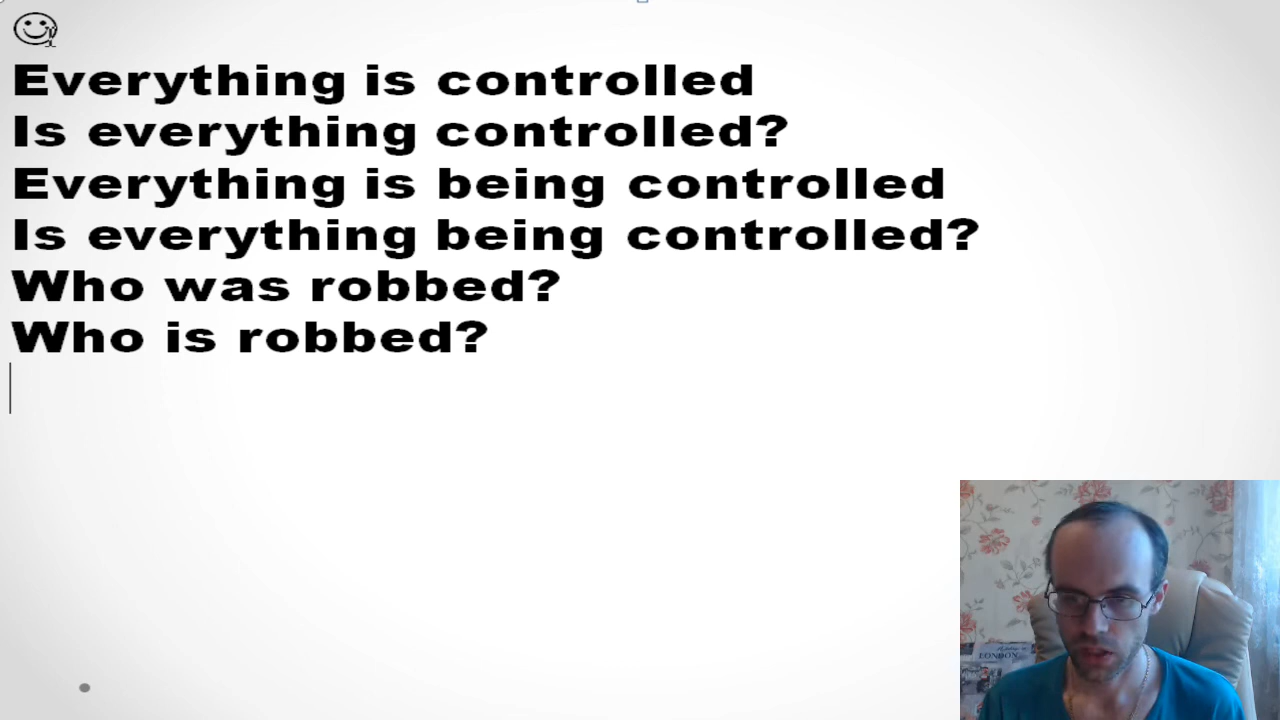 Everything is controlled
Is everything controlled?
Everything is being controlled
Is everything being controlled?
Who was robbed?
Who is robbed?
LONDON